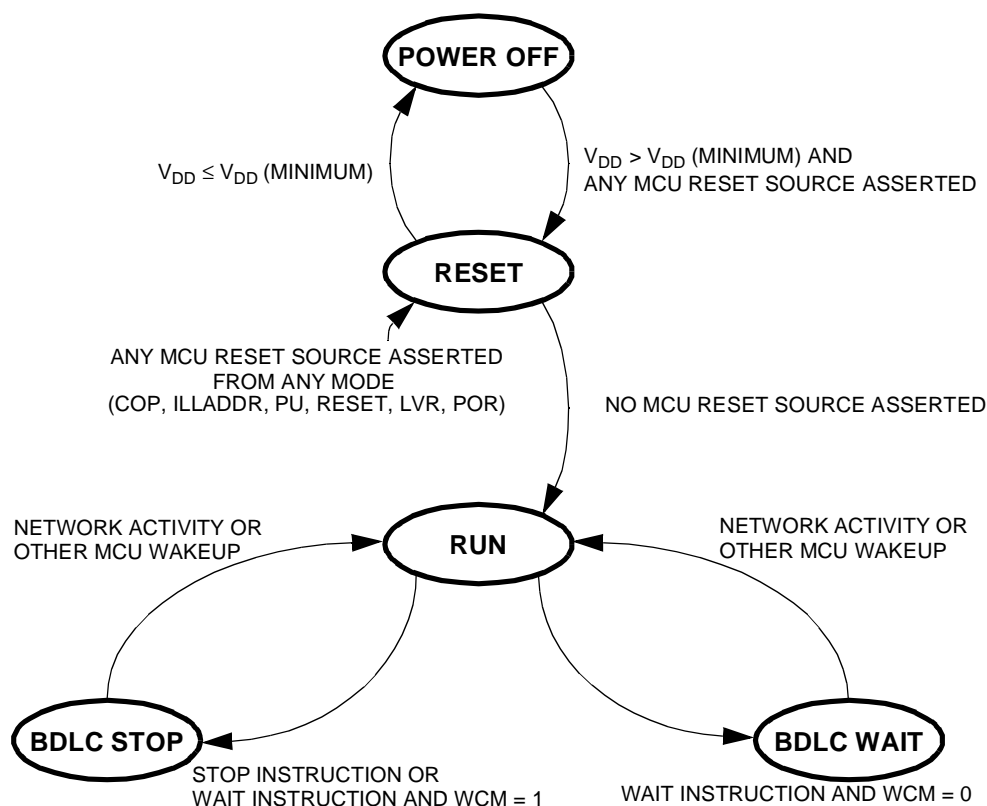 POWER OFF
V_DD ≤ V_DD (MINIMUM)
V_DD > V_DD (MINIMUM) AND
ANY MCU RESET SOURCE ASSERTED
RESET
ANY MCU RESET SOURCE ASSERTED
FROM ANY MODE
(COP, ILLADDR, PU, RESET, LVR, POR)
NO MCU RESET SOURCE ASSERTED
NETWORK ACTIVITY OR
OTHER MCU WAKEUP
RUN
NETWORK ACTIVITY OR
OTHER MCU WAKEUP
BDLC STOP
BDLC WAIT
STOP INSTRUCTION OR
WAIT INSTRUCTION AND WCM = 1
WAIT INSTRUCTION AND WCM = 0